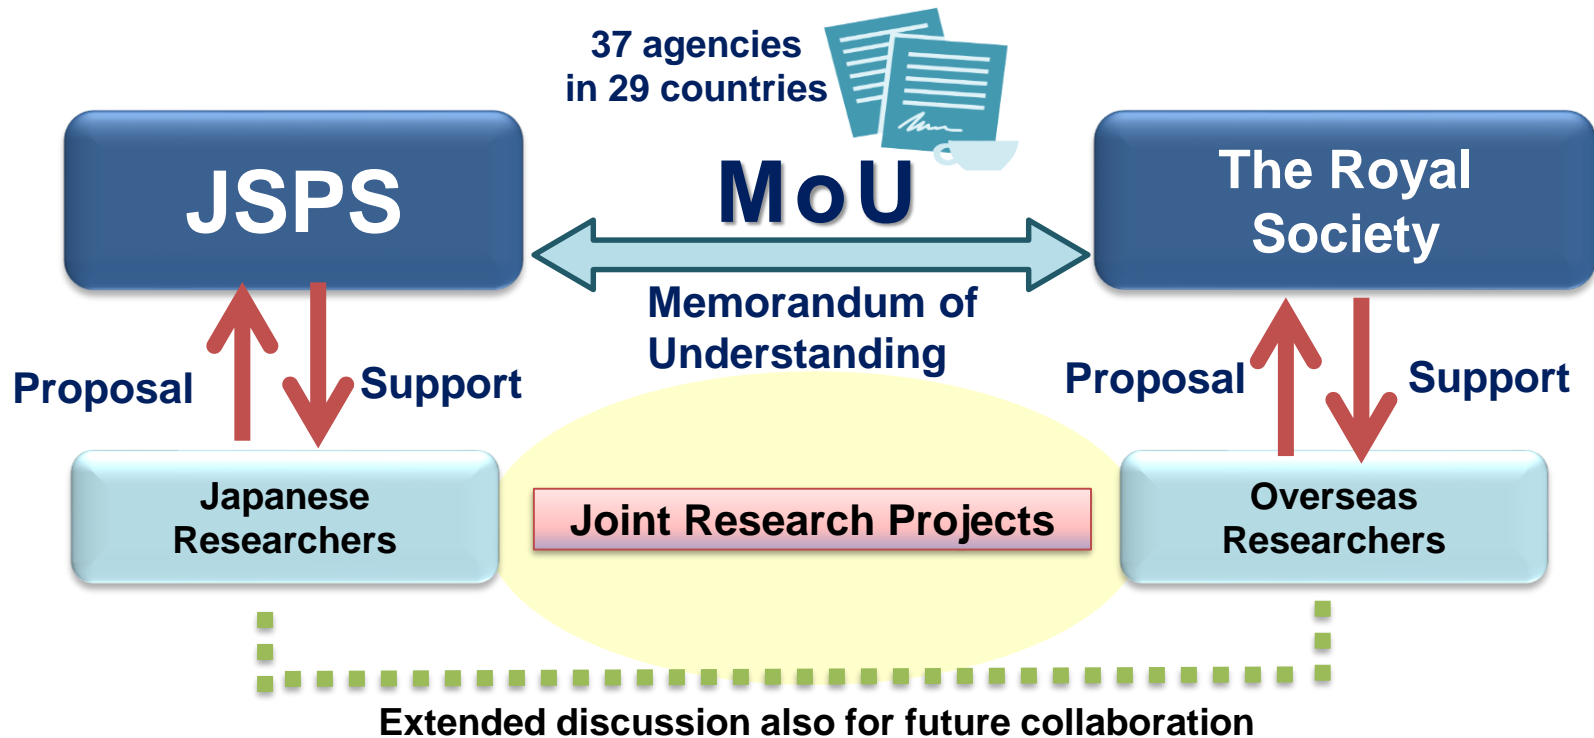 37 agencies
in 29 countries
JSPS
MoU
The Royal
Society
Memorandum of
Understanding
Proposal
Support
Proposal
Support
Japanese
Researchers
Joint Research Projects
Overseas
Researchers
Extended discussion also for future collaboration